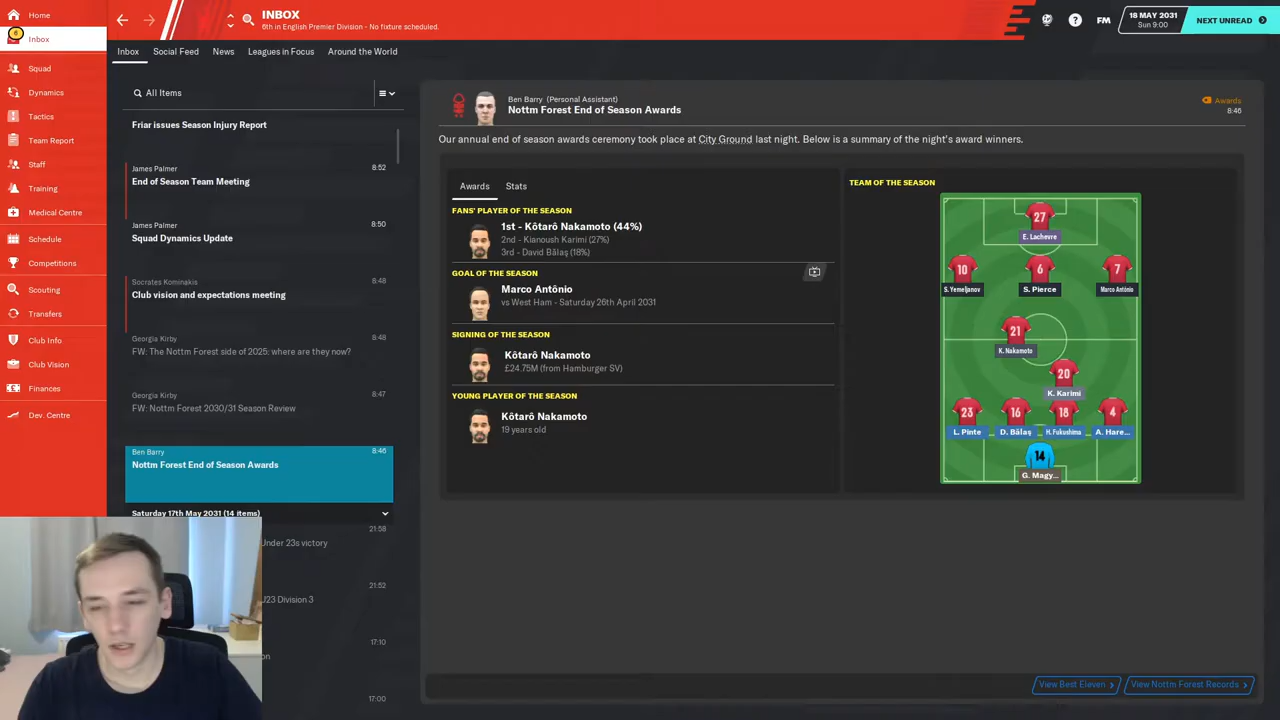 Home
6
Inbox
Squad
Dynamics
Tactics
Team Report
Staff
Training
Medical Centre
Schedule
Competitions
Scouting
Transfers
Club Info
Club Vision
Finances
Dev. Centre
INBOX
6th in English Premier Division - No fixture scheduled.
FM
18 MAY 2031
SUN 9:00
NEXT UNREAD
Inbox
Social Feed
News
Leagues in Focus
Around the World
All Items
Friar issues Season Injury Report
James Palmer 8:52
End of Season Team Meeting
James Palmer 8:50
Squad Dynamics Update
Socrates Kominakis 8:48
Club vision and expectations meeting
Georgia Kirby 8:48
FW: The Nottm Forest side of 2025: where are they now?
Georgia Kirby 8:47
FW: Nottm Forest 2030/31 Season Review
Ben Barry 8:46
Nottm Forest End of Season Awards
Saturday 17th May 2031 (14 items)
21:58
Under 23s victory
21:52
U23 Division 3
17:10
on
17:00
Ben Barry (Personal Assistant)
Nottm Forest End of Season Awards
Awards
8:46
Our annual end of season awards ceremony took place at City Ground last night. Below is a summary of the night's award winners.
Awards
Stats
FANS' PLAYER OF THE SEASON
1st - Kōtarō Nakamoto (44%)
2nd - Kianoush Karimi (27%)
3rd - David Bălaş (18%)
GOAL OF THE SEASON
Marco Antônio
vs West Ham - Saturday 26th April 2031
SIGNING OF THE SEASON
Kōtarō Nakamoto
£24.75M (from Hamburger SV)
YOUNG PLAYER OF THE SEASON
Kōtarō Nakamoto
19 years old
TEAM OF THE SEASON
27
E. Lachevre
10 6 7
S. Yemeljanov S. Pierce Marco Antônio
21
K. Nakamoto
20
K. Karimi
23 16 18 4
L. Pinte D. Bălaş H. Fukushima A. Hare...
14
G. Magy...
View Best Eleven
View Nottm Forest Records